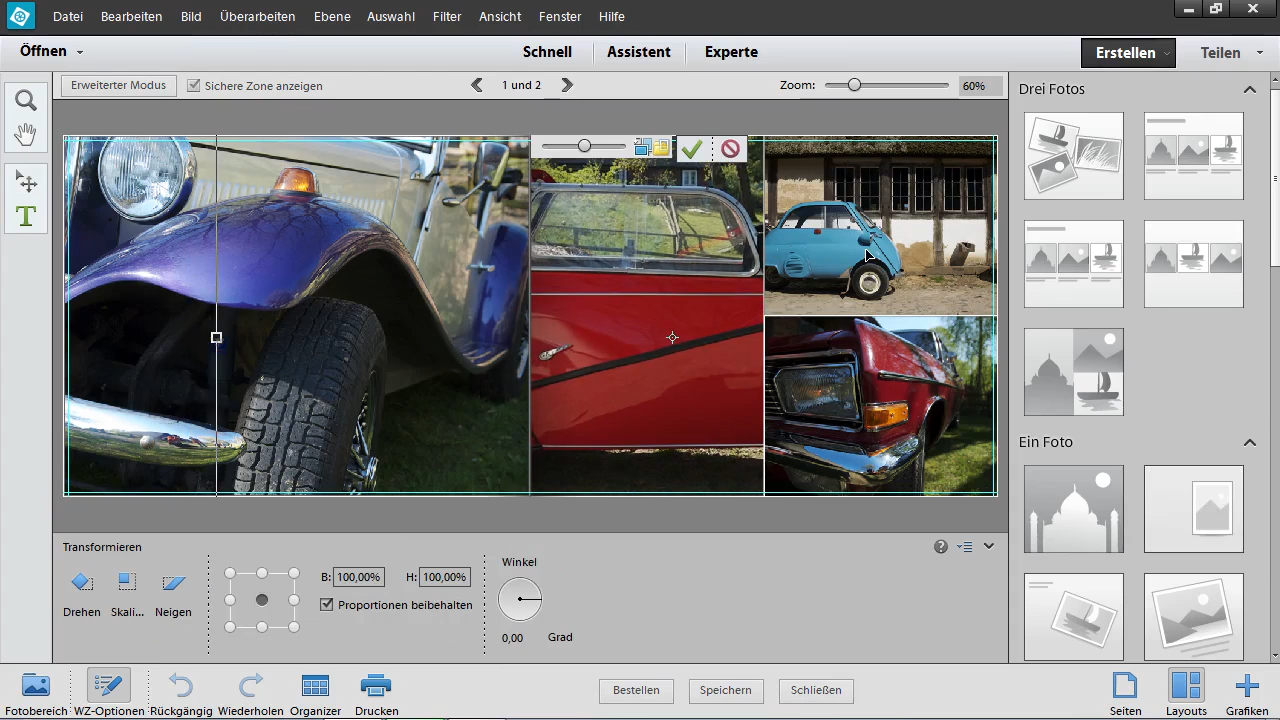 Datei Bearbeiten Bild Überarbeiten Ebene Auswahl Filter Ansicht Fenster Hilfe
Öffnen Schnell Assistent Experte Erstellen Teilen
Erweiterter Modus Sichere Zone anzeigen 1 und 2 Zoom: 60%
Drei Fotos
Ein Foto
Transformieren
Drehen Skali... Neigen
B: 100,00% H: 100,00%
Proportionen beibehalten
Winkel
0,00 Grad
Fotobereich WZ-Optionen Rückgängig Wiederholen Organizer Drucken
Bestellen Speichern Schließen
Seiten Layouts Grafiken